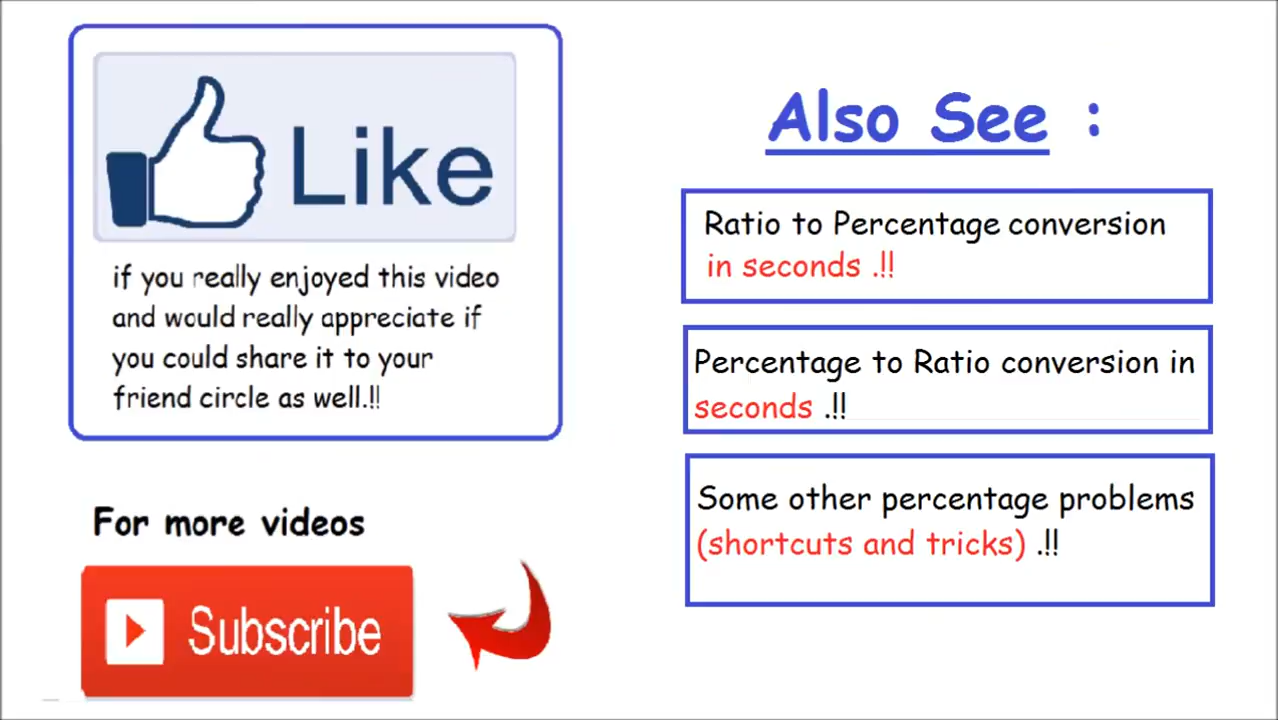 Like
if you really enjoyed this video
and would really appreciate if
you could share it to your
friend circle as well.!!
For more videos
Subscribe
Also See :
Ratio to Percentage conversion
in seconds .!!
Percentage to Ratio conversion in
seconds .!!
Some other percentage problems
(shortcuts and tricks) .!!